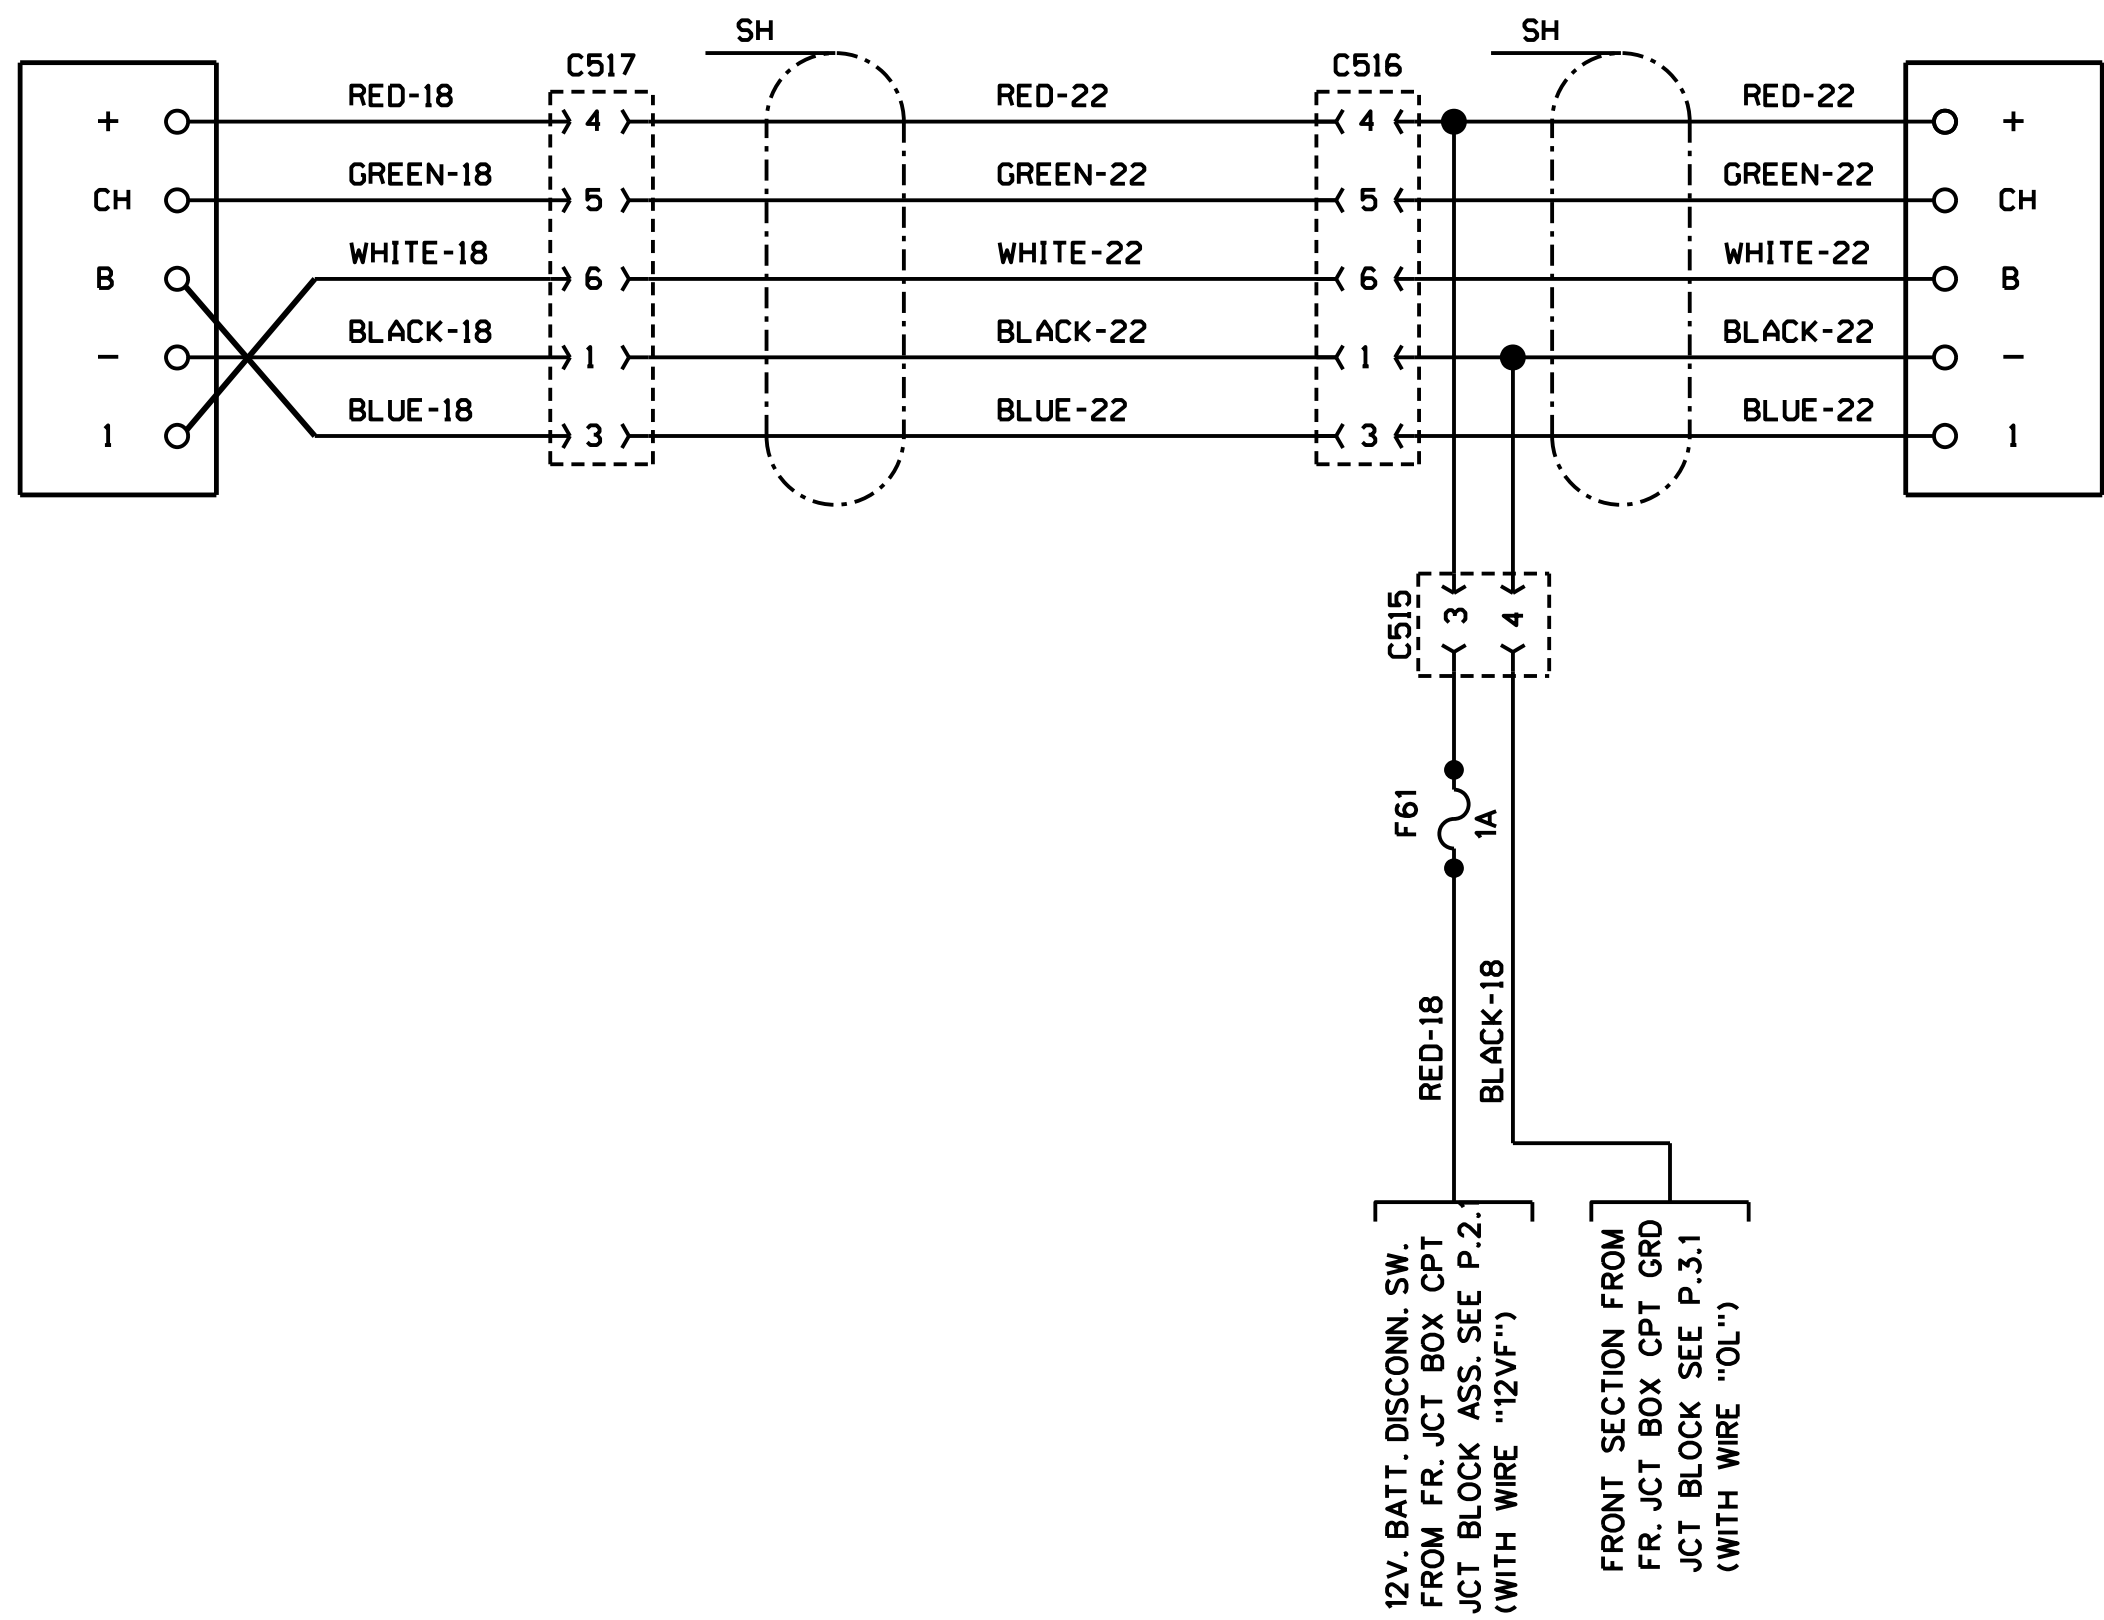 SH
SH
C517
C516
+
RED-18
4
RED-22
4
RED-22
+
CH
GREEN-18
5
GREEN-22
5
GREEN-22
CH
B
WHITE-18
6
WHITE-22
6
WHITE-22
B
-
BLACK-18
1
BLACK-22
1
BLACK-22
-
1
BLUE-18
3
BLUE-22
3
BLUE-22
1
C515
3
4
F61
1A
RED-18
BLACK-18
12V. BATT. DISCONN. SW.
FROM FR. JCT BOX CPT
JCT BLOCK ASS. SEE P.2.1
(WITH WIRE "12VF")
FRONT SECTION FROM
FR. JCT BOX CPT GRD
JCT BLOCK SEE P.3.1
(WITH WIRE "OL")